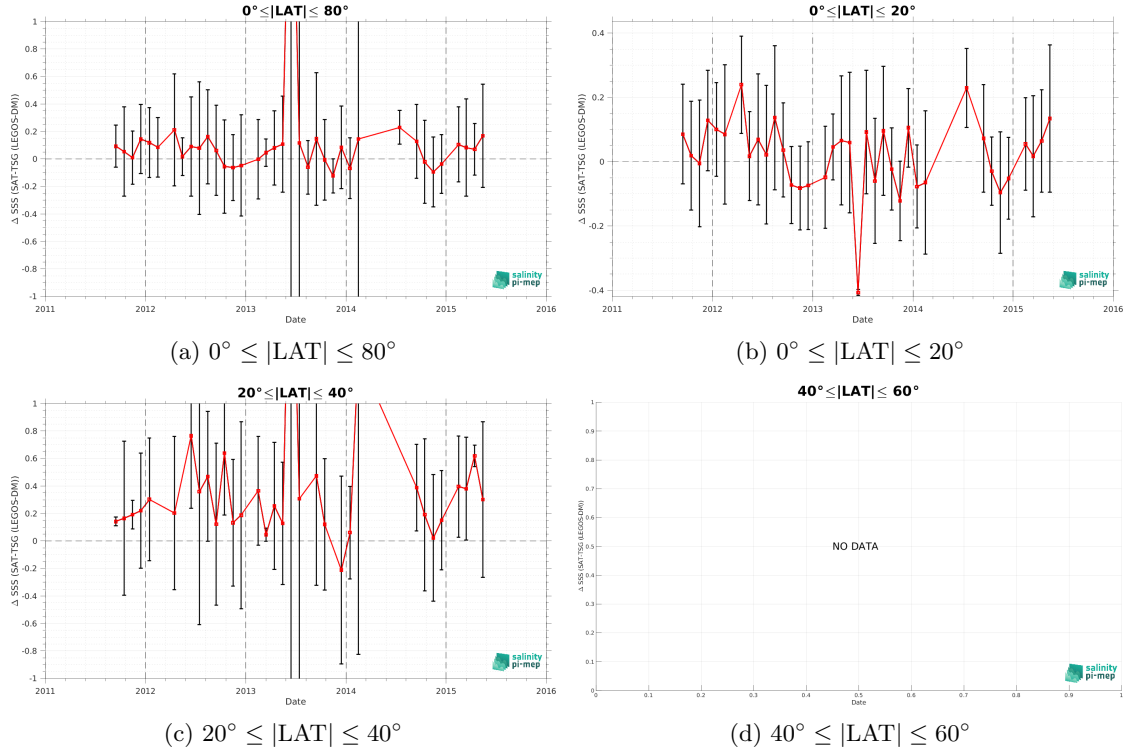 0°≤|LAT|≤ 80°
Δ SSS (SAT-TSG (LEGOS-DM))
1
0.8
0.6
0.4
0.2
0
-0.2
-0.4
-0.6
-0.8
-1
2011 2012 2013 2014 2015 2016
Date
salinity
pi-mep
(a) 0° ≤ |LAT| ≤ 80°
0°≤|LAT|≤ 20°
Δ SSS (SAT-TSG (LEGOS-DM))
0.4
0.2
0
-0.2
-0.4
2011 2012 2013 2014 2015 2016
Date
salinity
pi-mep
(b) 0° ≤ |LAT| ≤ 20°
20°≤|LAT|≤ 40°
Δ SSS (SAT-TSG (LEGOS-DM))
1
0.8
0.6
0.4
0.2
0
-0.2
-0.4
-0.6
-0.8
-1
2011 2012 2013 2014 2015 2016
Date
salinity
pi-mep
(c) 20° ≤ |LAT| ≤ 40°
40°≤|LAT|≤ 60°
Δ SSS (SAT-TSG (LEGOS-DM))
1
0.9
0.8
0.7
0.6
0.5
0.4
0.3
0.2
0.1
0
NO DATA
0 0.1 0.2 0.3 0.4 0.5 0.6 0.7 0.8 0.9 1
Date
salinity
pi-mep
(d) 40° ≤ |LAT| ≤ 60°